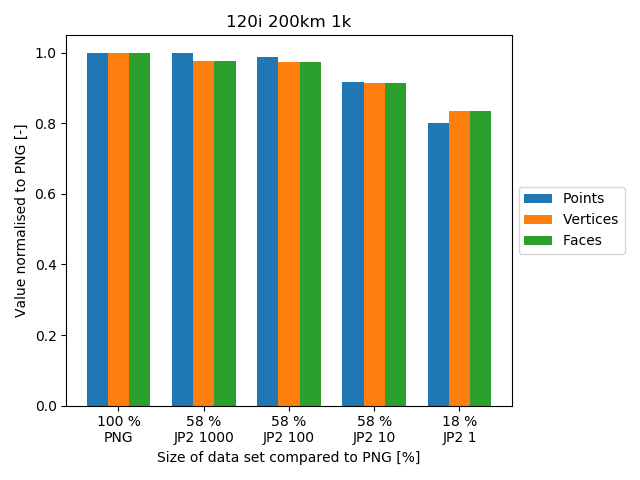 120i 200km 1k
Value normalised to PNG [-]
1.0
0.8
0.6
0.4
0.2
0.0
100 %
PNG
58 %
JP2 1000
58 %
JP2 100
58 %
JP2 10
18 %
JP2 1
Size of data set compared to PNG [%]
Points
Vertices
Faces